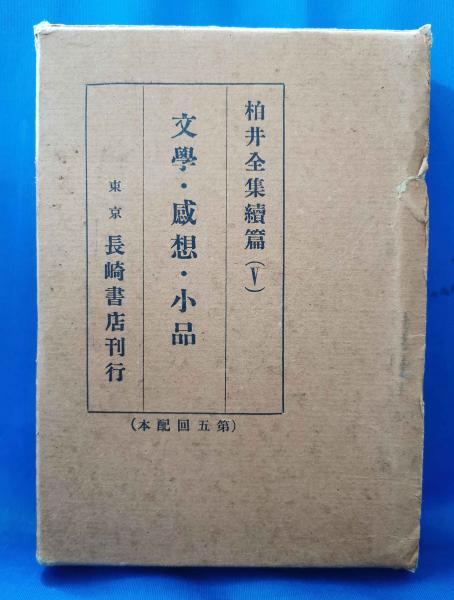 柏井全集續篇（V）
文學・感想・小品
東京 長崎書店刊行
（第五回配本）